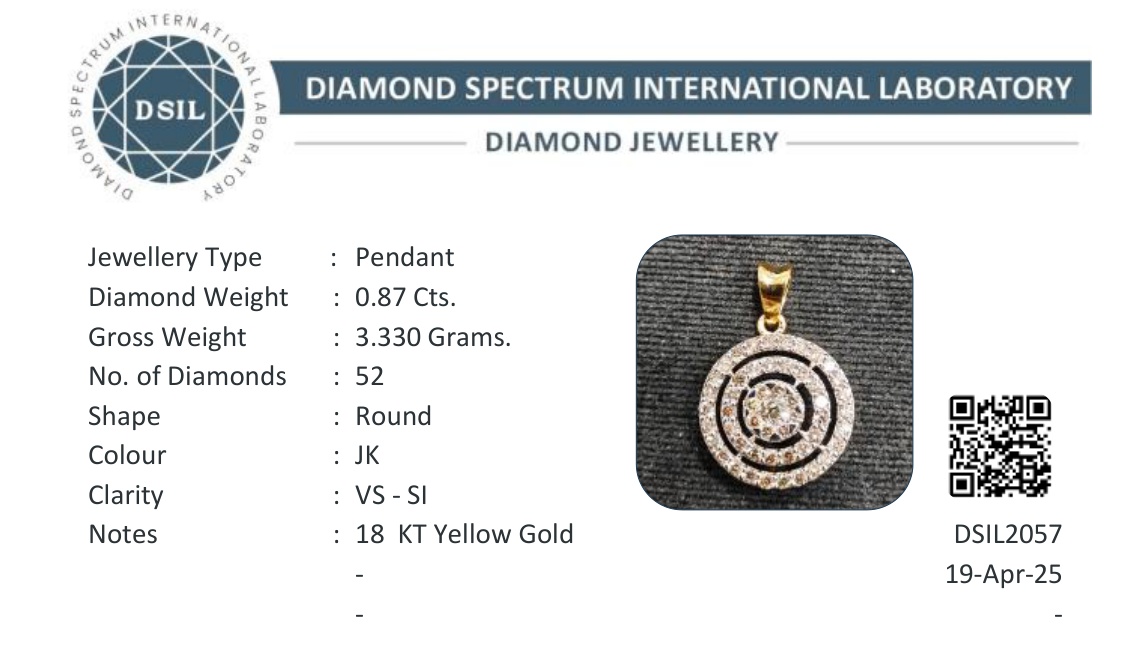 DIAMOND SPECTRUM INTERNATIONAL LABORATORY
DSIL
DIAMOND SPECTRUM INTERNATIONAL LABORATORY
DIAMOND JEWELLERY
Jewellery Type : Pendant
Diamond Weight : 0.87 Cts.
Gross Weight : 3.330 Grams.
No. of Diamonds : 52
Shape : Round
Colour : JK
Clarity : VS - SI
Notes : 18 KT Yellow Gold
-
-
DSIL2057
19-Apr-25
-